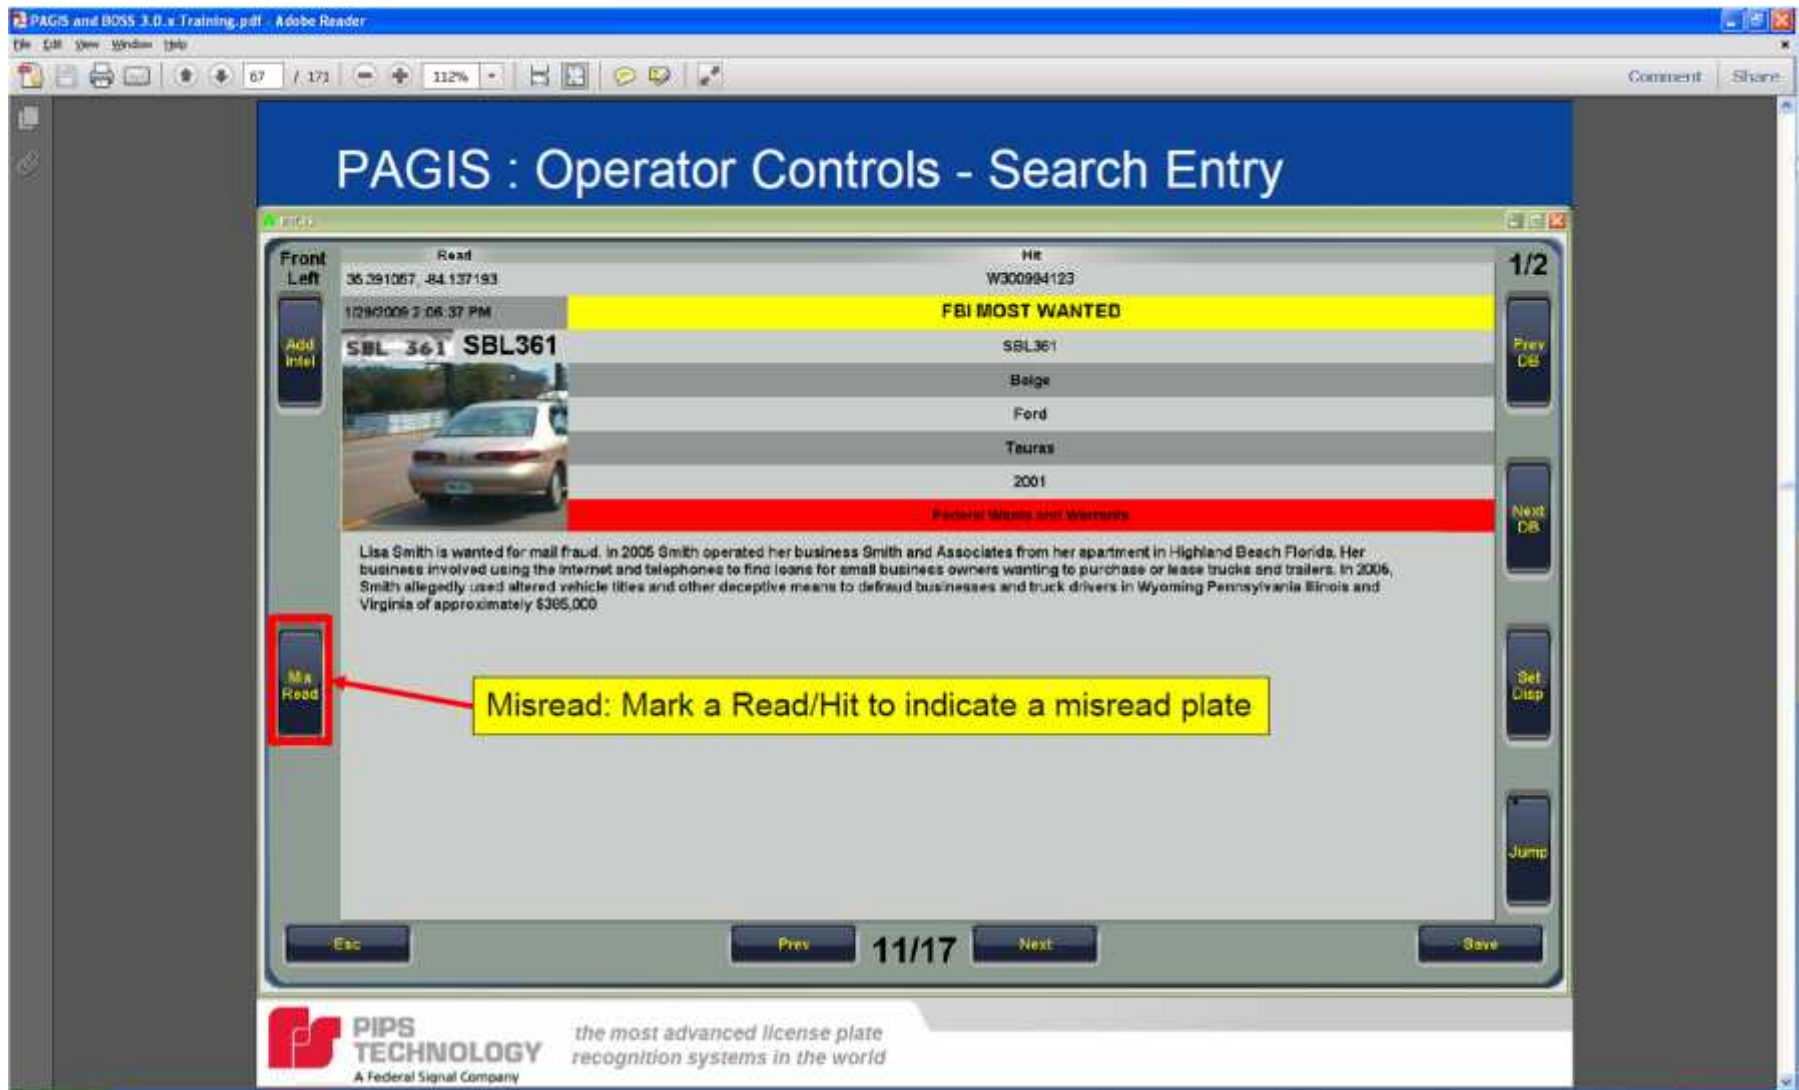 PAGIS and BOSS 3.0.x Training.pdf - Adobe Reader
File Edit View Window Help
67 / 171 112% Comment Share
PAGIS : Operator Controls - Search Entry
PAGIS
Front Left
Read
Hit
1/2
36.391067, -84.137193
W300994123
1/29/2009 2:06:37 PM
FBI MOST WANTED
Add Intel
SBL 361 SBL361
SBL361
Prev DB
Beige
Ford
Tauras
2001
Federal Wants and Warrants
Next DB
Lisa Smith is wanted for mail fraud. In 2005 Smith operated her business Smith and Associates from her apartment in Highland Beach Florida. Her
business involved using the Internet and telephones to find loans for small business owners wanting to purchase or lease trucks and trailers. In 2006,
Smith allegedly used altered vehicle titles and other deceptive means to defraud businesses and truck drivers in Wyoming Pennsylvania Illinois and
Virginia of approximately $385,000
Mis Read
Misread: Mark a Read/Hit to indicate a misread plate
Set Disp
Jump
Esc Prev 11/17 Next Save
PIPS
TECHNOLOGY
A Federal Signal Company
the most advanced license plate
recognition systems in the world